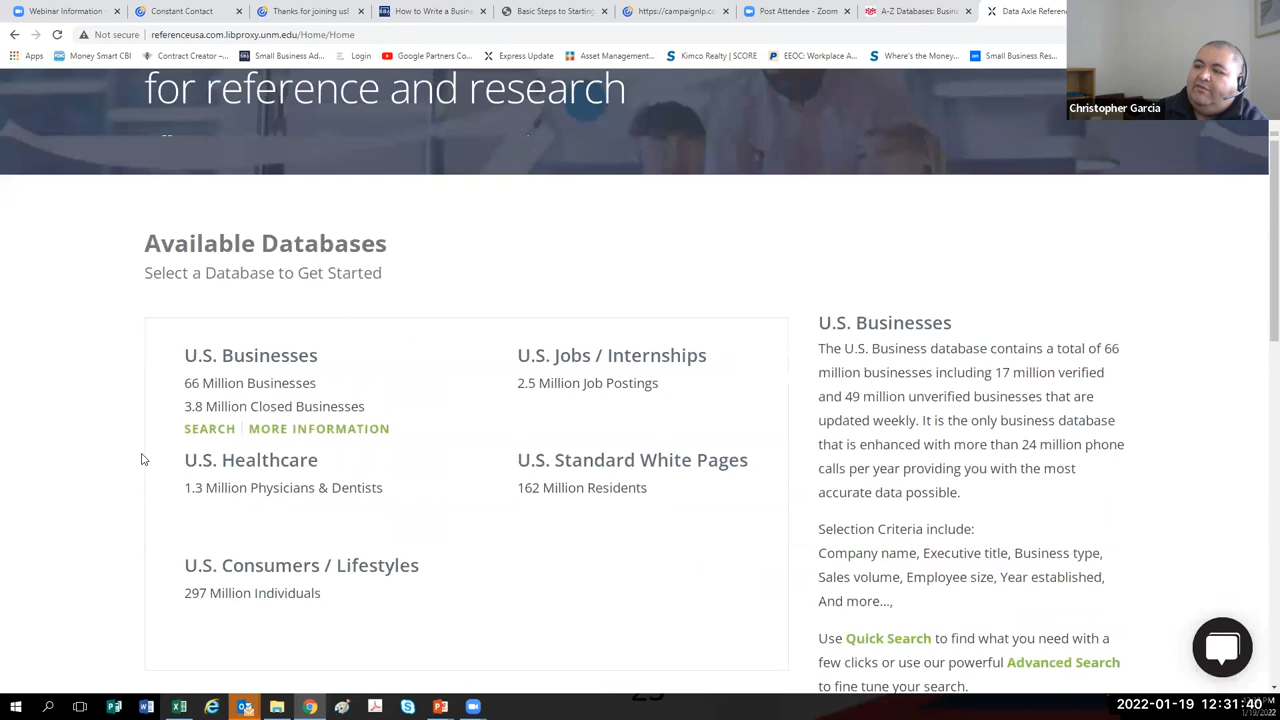 Webinar Information -
Constant Contact
Thanks for joining us!
How to Write a Busin
Basic Steps to Starting
https://campaignlp.co
Post Attendee - Zoom
A-Z Databases: Busin
Data Axle Referen
Not secure
referenceusa.com.libproxy.unm.edu/Home/Home
Apps
Money Smart CBI
Contract Creator –...
Small Business Ad...
Login
Google Partners Co...
Express Update
Asset Management...
Kimco Realty | SCORE
EEOC: Workplace A...
Where's the Money...
Small Business Res...
Christopher Garcia
for reference and research
Available Databases
Select a Database to Get Started
U.S. Businesses
66 Million Businesses
3.8 Million Closed Businesses
SEARCH | MORE INFORMATION
U.S. Jobs / Internships
2.5 Million Job Postings
U.S. Healthcare
1.3 Million Physicians & Dentists
U.S. Standard White Pages
162 Million Residents
U.S. Consumers / Lifestyles
297 Million Individuals
U.S. Businesses
The U.S. Business database contains a total of 66
million businesses including 17 million verified
and 49 million unverified businesses that are
updated weekly. It is the only business database
that is enhanced with more than 24 million phone
calls per year providing you with the most
accurate data possible.
Selection Criteria include:
Company name, Executive title, Business type,
Sales volume, Employee size, Year established,
And more...,
Use Quick Search to find what you need with a
few clicks or use our powerful Advanced Search
to fine tune your search.
2022-01-19 12:31:40